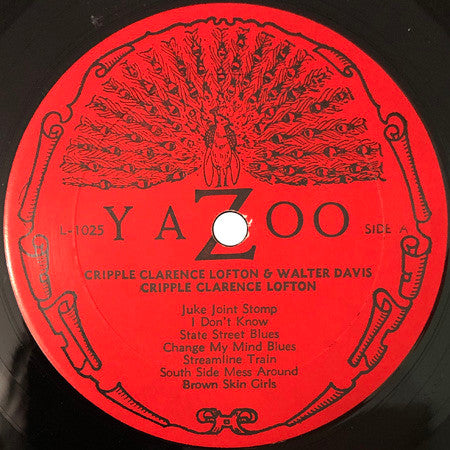 L-1025 YAZOO SIDE A
CRIPPLE CLARENCE LOFTON & WALTER DAVIS
CRIPPLE CLARENCE LOFTON
Juke Joint Stomp
I Don't Know
State Street Blues
Change My Mind Blues
Streamline Train
South Side Mess Around
Brown Skin Girls